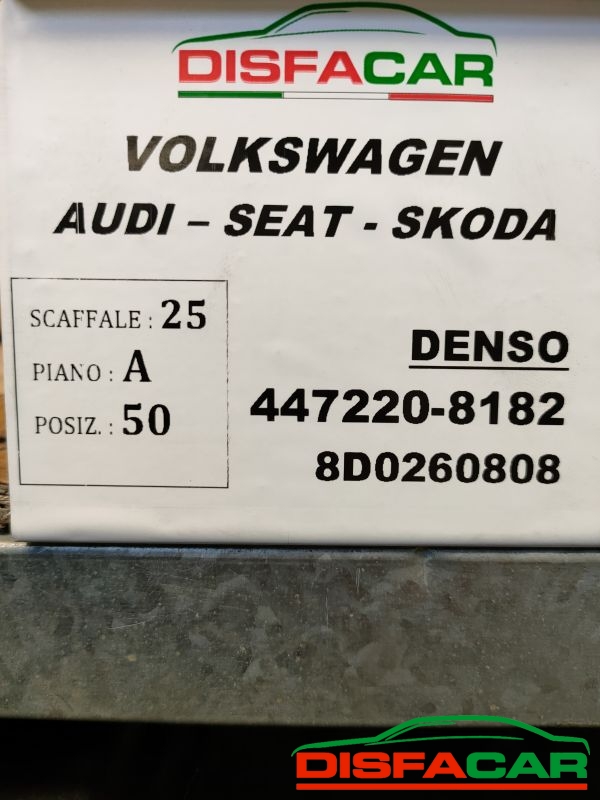 DISFACAR
VOLKSWAGEN
AUDI – SEAT - SKODA
SCAFFALE : 25
PIANO : A
POSIZ. : 50
DENSO
447220-8182
8D0260808
DISFACAR